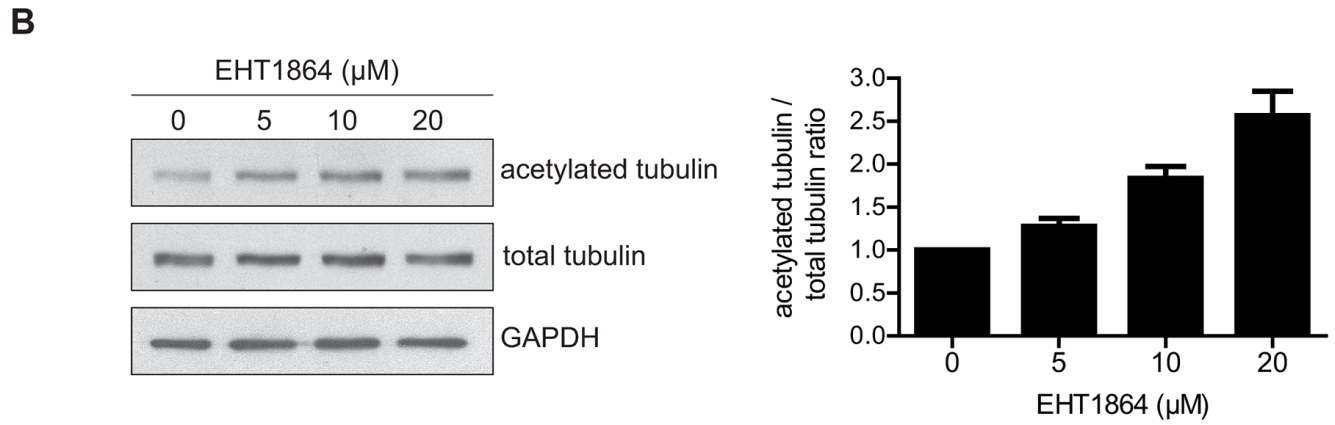 B
EHT1864 (µM)
0 5 10 20
acetylated tubulin
total tubulin
GAPDH
acetylated tubulin /
total tubulin ratio
3.0
2.5
2.0
1.5
1.0
0.5
0.0
0 5 10 20
EHT1864 (µM)